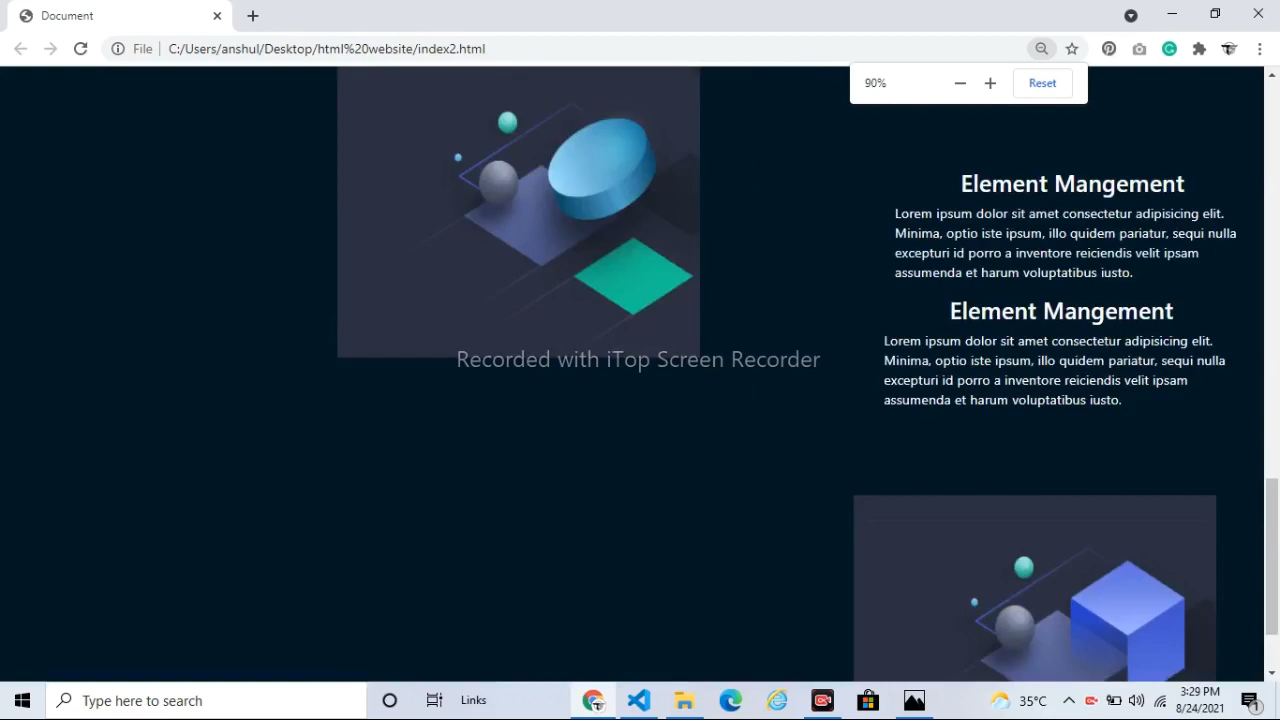 Document
File
C:/Users/anshul/Desktop/html%20website/index2.html
90%
Reset
Element Mangement
Lorem ipsum dolor sit amet consectetur adipisicing elit.
Minima, optio iste ipsum, illo quidem pariatur, sequi nulla
excepturi id porro a inventore reiciendis velit ipsam
assumenda et harum voluptatibus iusto.
Element Mangement
Lorem ipsum dolor sit amet consectetur adipisicing elit.
Minima, optio iste ipsum, illo quidem pariatur, sequi nulla
excepturi id porro a inventore reiciendis velit ipsam
assumenda et harum voluptatibus iusto.
Recorded with iTop Screen Recorder
Type here to search
Links
35°C
3:29 PM
8/24/2021
1